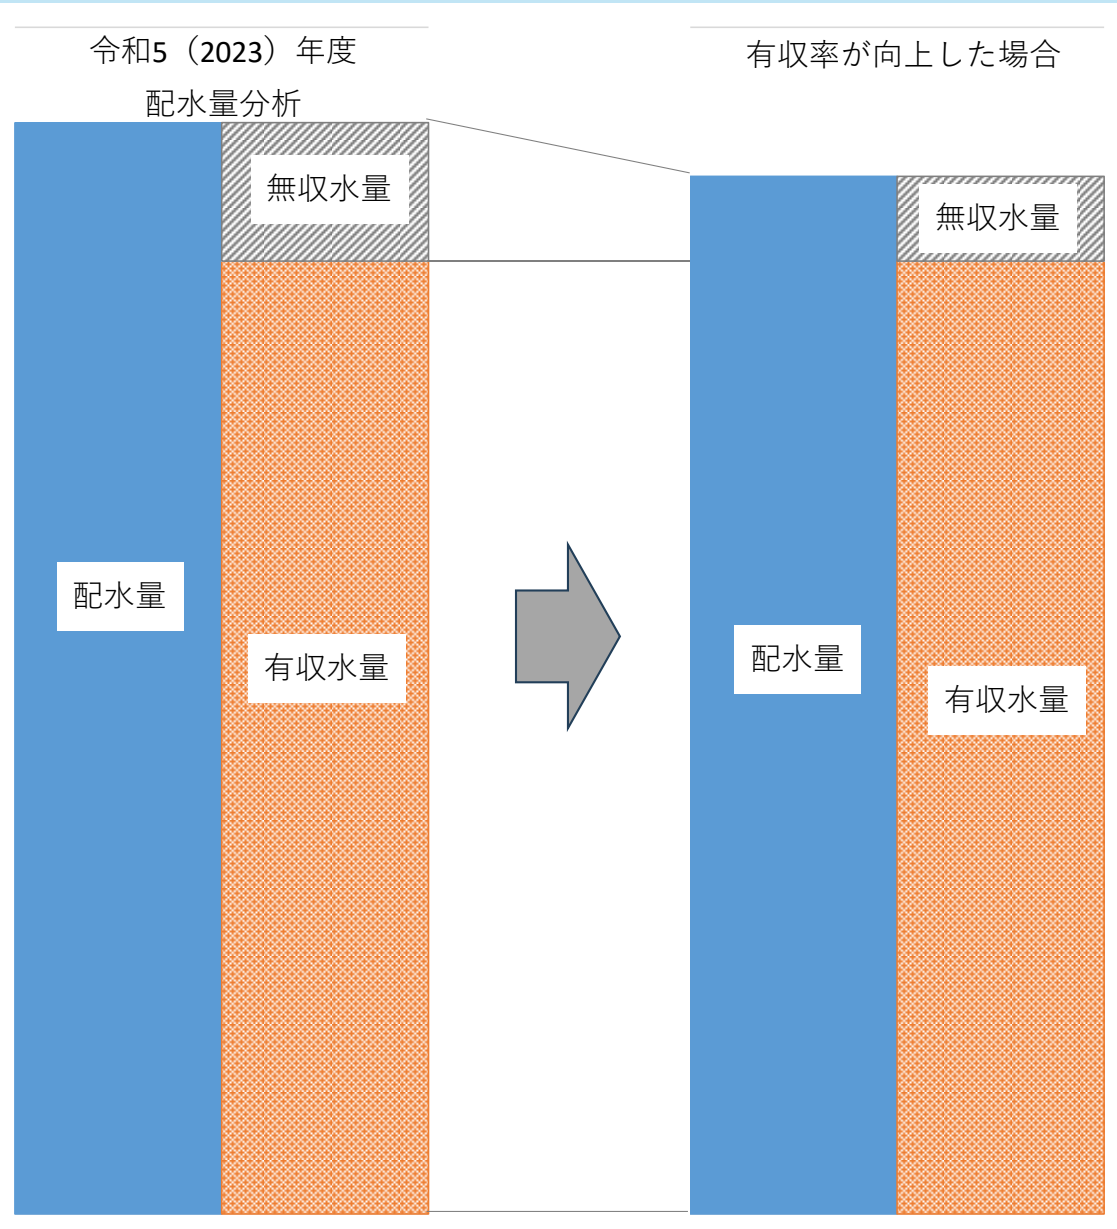 令和5（2023）年度
配水量分析
無収水量
配水量
有収水量
有収率が向上した場合
無収水量
配水量
有収水量